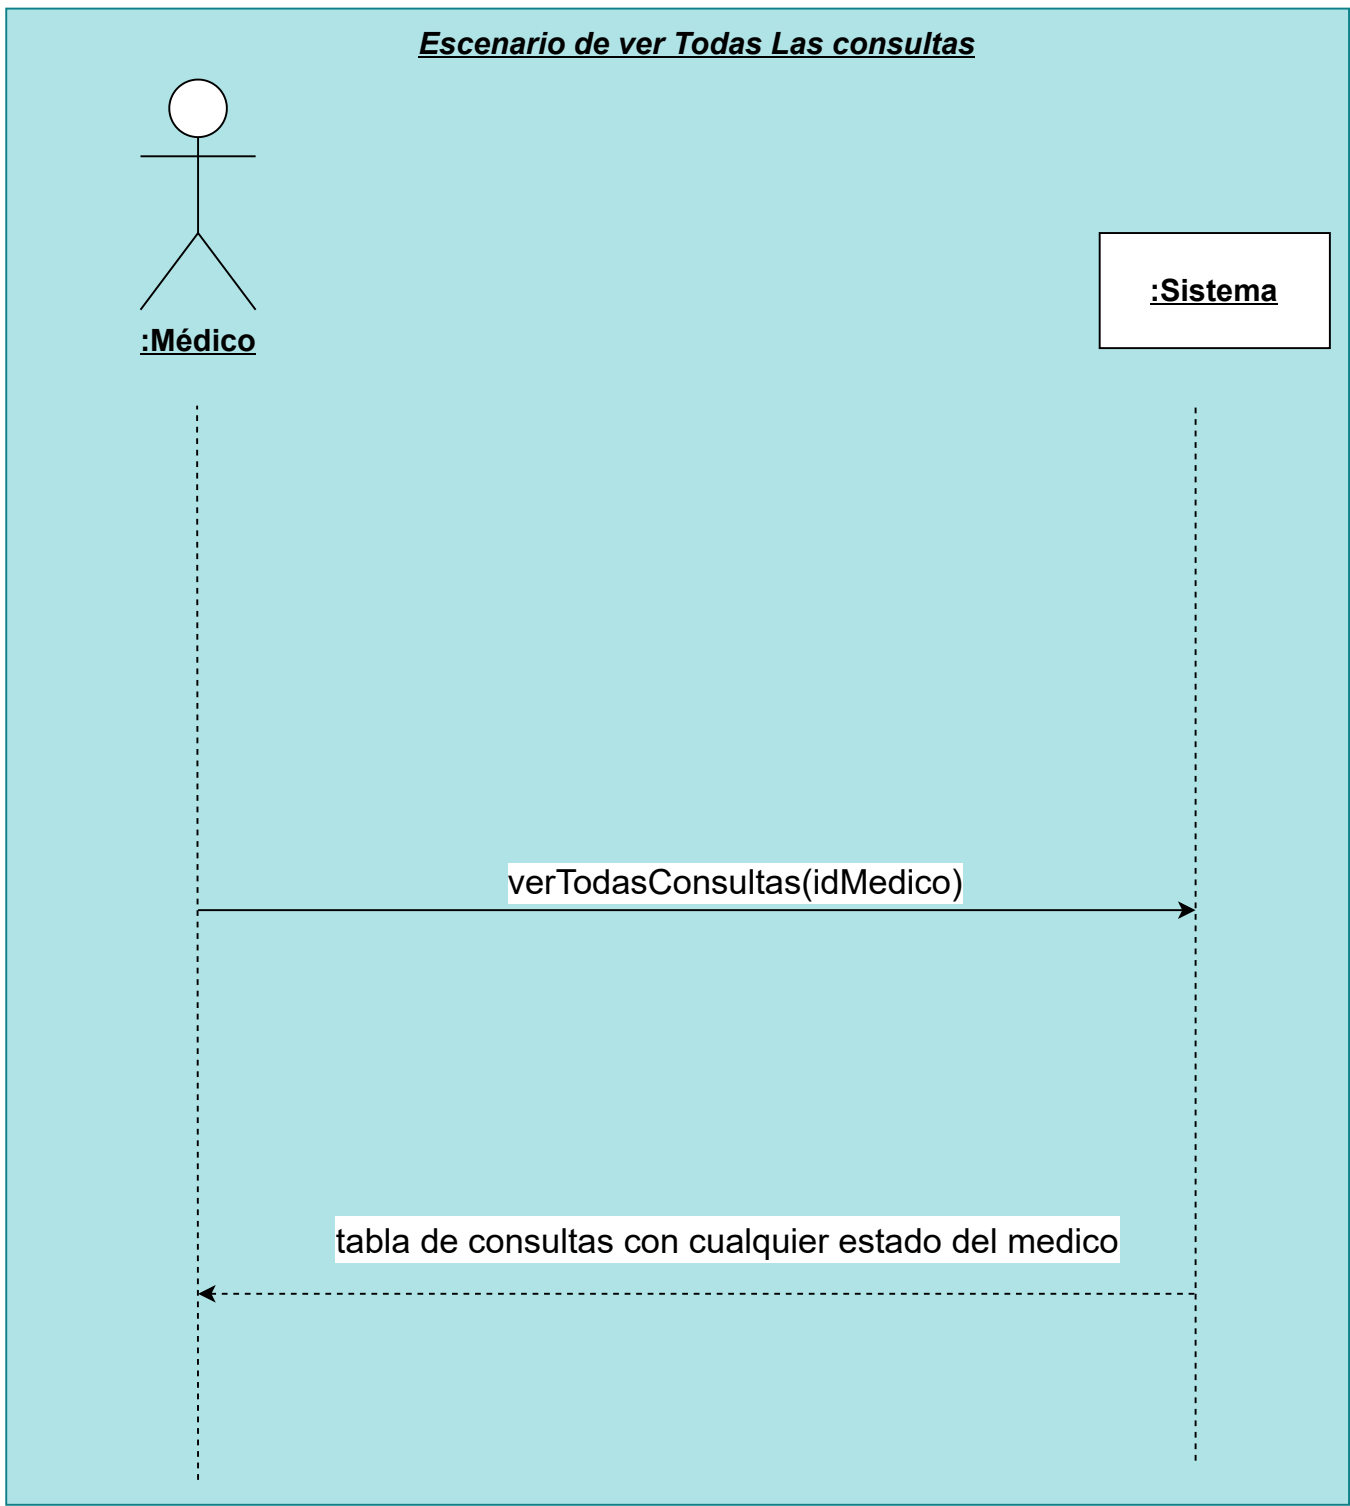 Escenario de ver Todas Las consultas
:Sistema
:Médico
verTodasConsultas(idMedico)
tabla de consultas con cualquier estado del medico